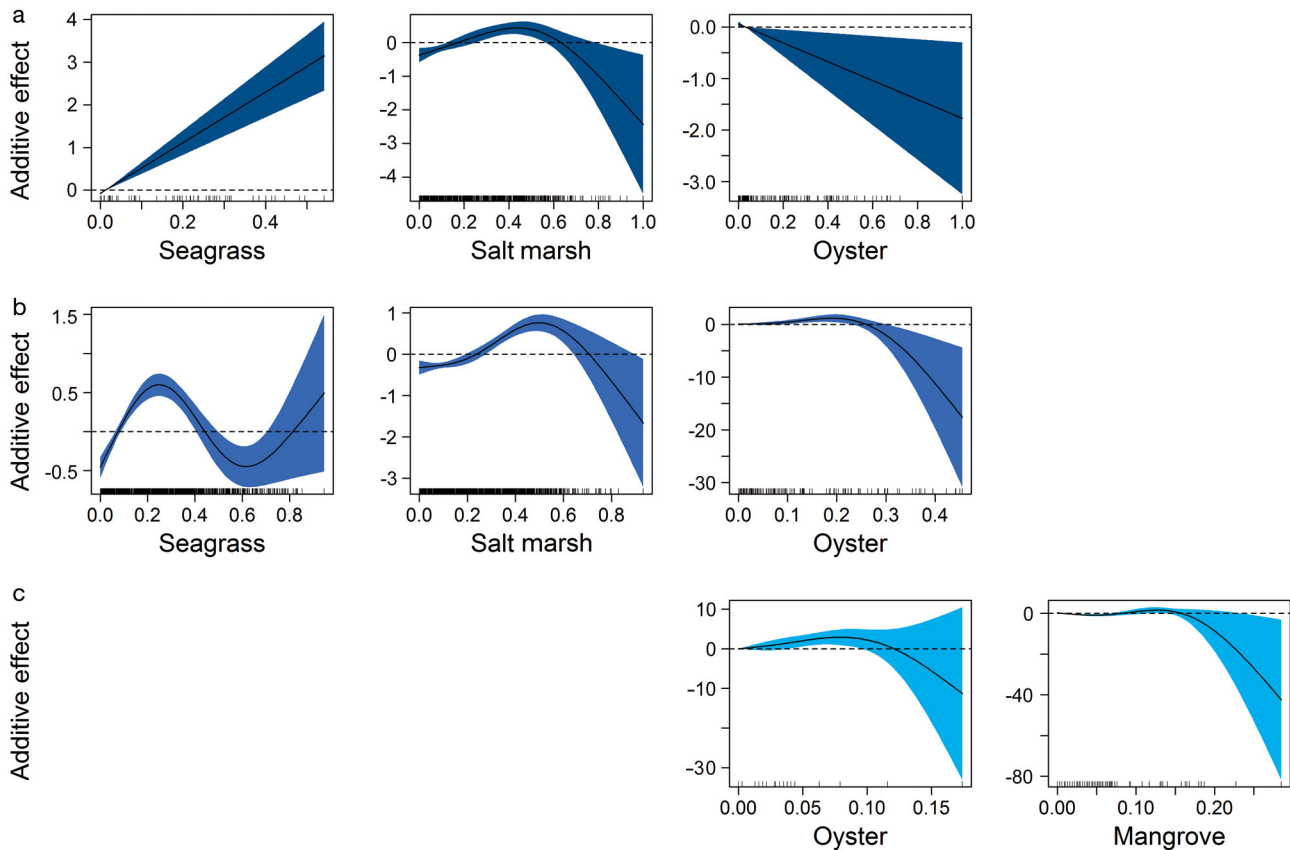 a
Additive effect
4
3
2
1
0
0.0 0.2 0.4
Seagrass
0
-1
-2
-3
-4
0.0 0.2 0.4 0.6 0.8 1.0
Salt marsh
0.0
-1.0
-2.0
-3.0
0.0 0.2 0.4 0.6 0.8 1.0
Oyster
b
Additive effect
1.5
0.5
-0.5
0.0 0.2 0.4 0.6 0.8
Seagrass
1
0
-1
-2
-3
0.0 0.2 0.4 0.6 0.8
Salt marsh
0
-10
-20
-30
0.0 0.1 0.2 0.3 0.4
Oyster
c
Additive effect
10
0
-10
-30
0.00 0.05 0.10 0.15
Oyster
0
-40
-80
0.00 0.10 0.20
Mangrove